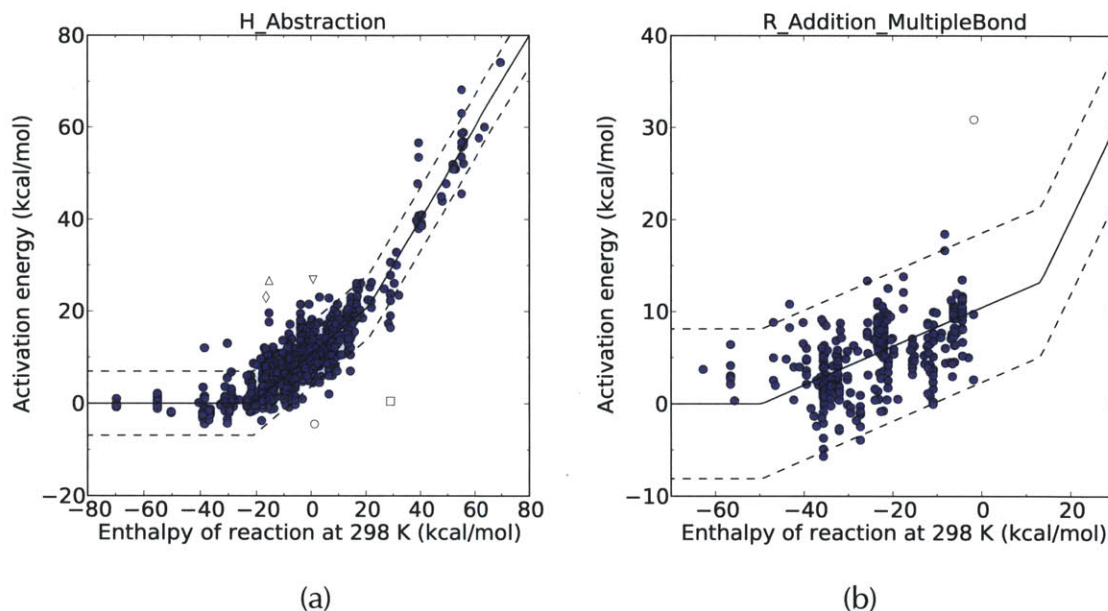 H_Abstraction
Activation energy (kcal/mol)
80
60
40
20
0
−20
−80 −60 −40 −20 0 20 40 60 80
Enthalpy of reaction at 298 K (kcal/mol)
(a)
R_Addition_MultipleBond
Activation energy (kcal/mol)
40
30
20
10
0
−10
−60 −40 −20 0 20
Enthalpy of reaction at 298 K (kcal/mol)
(b)